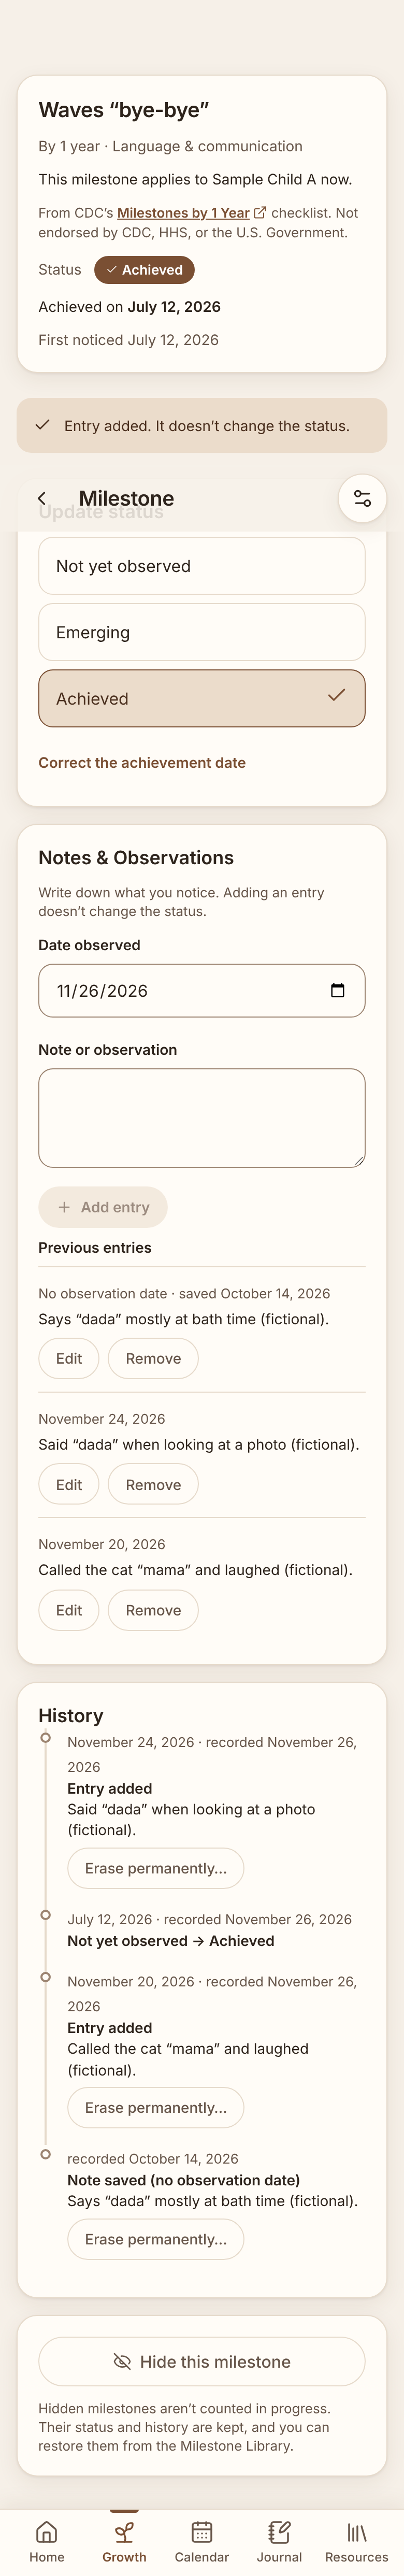 Waves “bye-bye”
By 1 year · Language & communication
This milestone applies to Sample Child A now.
From CDC’s Milestones by 1 Year checklist. Not
endorsed by CDC, HHS, or the U.S. Government.
Status Achieved
Achieved on July 12, 2026
First noticed July 12, 2026
Entry added. It doesn’t change the status.
Milestone
Update status
Not yet observed
Emerging
Achieved
Correct the achievement date
Notes & Observations
Write down what you notice. Adding an entry
doesn’t change the status.
Date observed
11/26/2026
Note or observation
Add entry
Previous entries
No observation date · saved October 14, 2026
Says “dada” mostly at bath time (fictional).
Edit Remove
November 24, 2026
Said “dada” when looking at a photo (fictional).
Edit Remove
November 20, 2026
Called the cat “mama” and laughed (fictional).
Edit Remove
History
November 24, 2026 · recorded November 26,
2026
Entry added
Said “dada” when looking at a photo
(fictional).
Erase permanently...
July 12, 2026 · recorded November 26, 2026
Not yet observed → Achieved
November 20, 2026 · recorded November 26,
2026
Entry added
Called the cat “mama” and laughed
(fictional).
Erase permanently...
recorded October 14, 2026
Note saved (no observation date)
Says “dada” mostly at bath time (fictional).
Erase permanently...
Hide this milestone
Hidden milestones aren’t counted in progress.
Their status and history are kept, and you can
restore them from the Milestone Library.
Home Growth Calendar Journal Resources